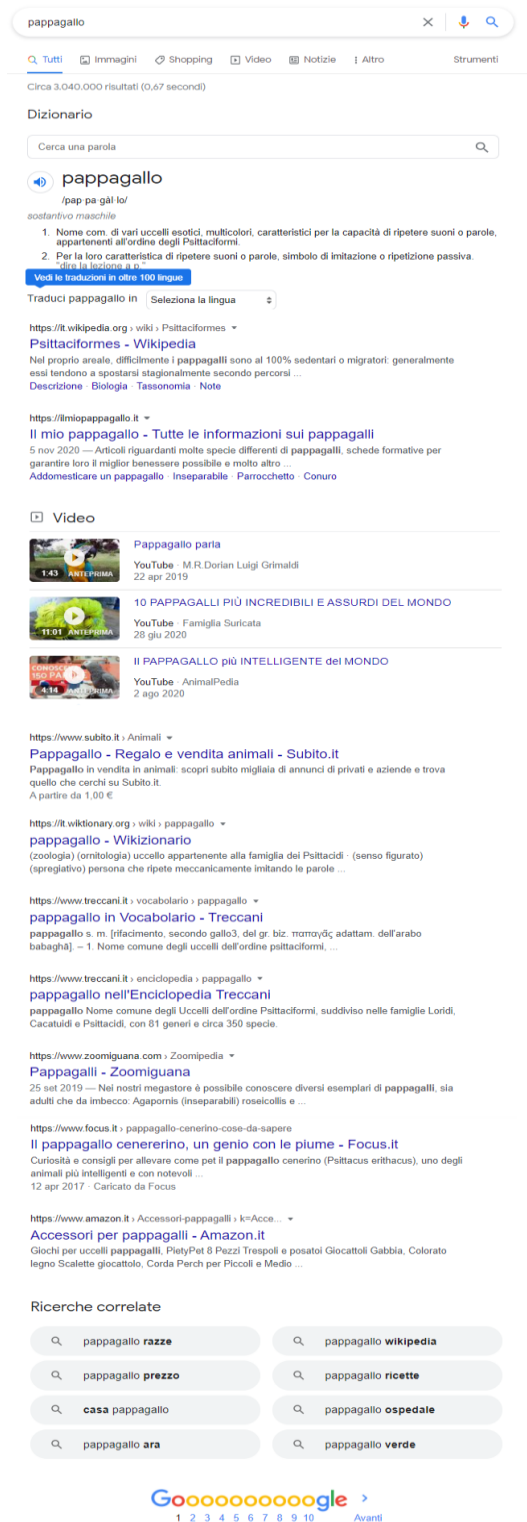 pappagallo
Tutti Immagini Shopping Video Notizie Altro Strumenti
Circa 3.040.000 risultati (0,67 secondi)
Dizionario
Cerca una parola
pappagallo
/pap·pa·gàl·lo/
sostantivo maschile
1. Nome com. di vari uccelli esotici, multicolori, caratteristici per la capacità di ripetere suoni o parole,
appartenenti all'ordine degli Psittaciformi.
2. Per la loro caratteristica di ripetere suoni o parole, simbolo di imitazione o ripetizione passiva.
"dire la lezione a p."
Vedi le traduzioni in oltre 100 lingue
Traduci pappagallo in Seleziona la lingua
https://it.wikipedia.org › wiki › Psittaciformes
Psittaciformes - Wikipedia
Nel proprio areale, difficilmente i pappagalli sono al 100% sedentari o migratori: generalmente
essi tendono a spostarsi stagionalmente secondo percorsi ...
Descrizione · Biologia · Tassonomia · Note
https://ilmiopappagallo.it
Il mio pappagallo - Tutte le informazioni sui pappagalli
5 nov 2020 — Articoli riguardanti molte specie differenti di pappagalli, schede formative per
garantire loro il miglior benessere possibile e molto altro ...
Addomesticare un pappagallo · Inseparabile · Parrocchetto · Conuro
Video
Pappagallo parla
YouTube · M.R.Dorian Luigi Grimaldi
1:43 ANTEPRIMA
22 apr 2019
10 PAPPAGALLI PIÙ INCREDIBILI E ASSURDI DEL MONDO
YouTube · Famiglia Suricata
11:01 ANTEPRIMA
28 giu 2020
Il PAPPAGALLO più INTELLIGENTE del MONDO
YouTube · AnimalPedia
4:14 ANTEPRIMA
2 ago 2020
https://www.subito.it › Animali
Pappagallo - Regalo e vendita animali - Subito.it
Pappagallo in vendita in animali: scopri subito migliaia di annunci di privati e aziende e trova
quello che cerchi su Subito.it.
A partire da 1,00 €
https://it.wiktionary.org › wiki › pappagallo
pappagallo - Wikizionario
(zoologia) (ornitologia) uccello appartenente alla famiglia dei Psittacidi · (senso figurato)
(spregiativo) persona che ripete meccanicamente imitando le parole ...
https://www.treccani.it › vocabolario › pappagallo
pappagallo in Vocabolario - Treccani
pappagallo s. m. [rifacimento, secondo gallo3, del gr. biz. παπαγᾶς adattam. dell'arabo
babaghā]. – 1. Nome comune degli uccelli dell'ordine psittaciformi, ...
https://www.treccani.it › enciclopedia › pappagallo
pappagallo nell'Enciclopedia Treccani
pappagallo Nome comune degli Uccelli dell'ordine Psittaciformi, suddiviso nelle famiglie Loridi,
Cacatuidi e Psittacidi, con 81 generi e circa 350 specie.
https://www.zoomiguana.com › Zoomipedia
Pappagalli - Zoomiguana
25 set 2019 — Nei nostri megastore è possibile conoscere diversi esemplari di pappagalli, sia
adulti che da imbecco: Agapornis (inseparabili) roseicollis e ...
https://www.focus.it › pappagallo-cenerino-cose-da-sapere
Il pappagallo cenererino, un genio con le piume - Focus.it
Curiosità e consigli per allevare come pet il pappagallo cenerino (Psittacus erithacus), uno degli
animali più intelligenti e con notevoli ...
12 apr 2017 · Caricato da Focus
https://www.amazon.it › Accessori-pappagalli › k=Acce...
Accessori per pappagalli - Amazon.it
Giochi per uccelli pappagalli, PietyPet 8 Pezzi Trespoli e posatoi Giocattoli Gabbia, Colorato
legno Scalette giocattolo, Corda Perch per Piccoli e Medio ...
Ricerche correlate
pappagallo razze
pappagallo wikipedia
pappagallo prezzo
pappagallo ricette
casa pappagallo
pappagallo ospedale
pappagallo ara
pappagallo verde
Goooooooooogle
1 2 3 4 5 6 7 8 9 10 Avanti